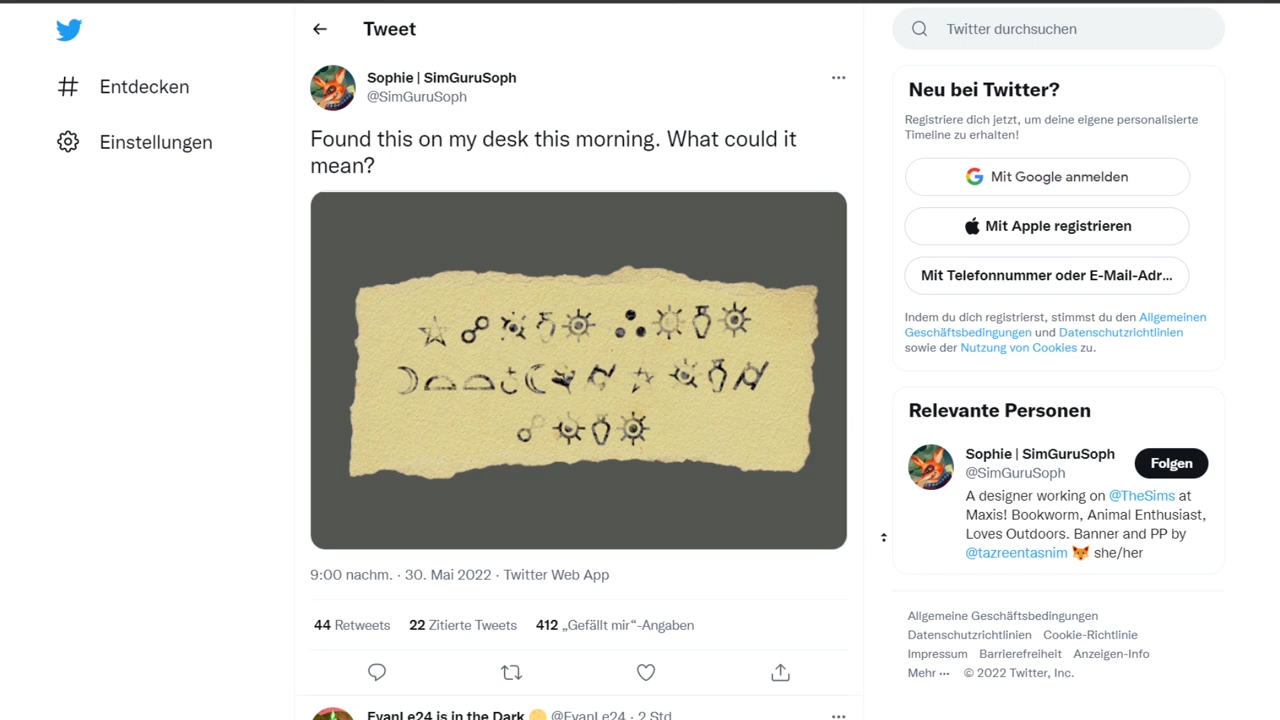 Tweet
Entdecken
Einstellungen
Sophie | SimGuruSoph
@SimGuruSoph
Found this on my desk this morning. What could it
mean?
9:00 nachm. · 30. Mai 2022 · Twitter Web App
44 Retweets 22 Zitierte Tweets 412 „Gefällt mir“-Angaben
EvanLe24 is in the Dark @EvanLe24 · 2 Std
Twitter durchsuchen
Neu bei Twitter?
Registriere dich jetzt, um deine eigene personalisierte
Timeline zu erhalten!
Mit Google anmelden
Mit Apple registrieren
Mit Telefonnummer oder E-Mail-Adr...
Indem du dich registrierst, stimmst du den Allgemeinen
Geschäftsbedingungen und Datenschutzrichtlinien
sowie der Nutzung von Cookies zu.
Relevante Personen
Sophie | SimGuruSoph
@SimGuruSoph
Folgen
A designer working on @TheSims at
Maxis! Bookworm, Animal Enthusiast,
Loves Outdoors. Banner and PP by
@tazreentasnim 🦊 she/her
Allgemeine Geschäftsbedingungen
Datenschutzrichtlinien Cookie-Richtlinie
Impressum Barrierefreiheit Anzeigen-Info
Mehr ··· © 2022 Twitter, Inc.